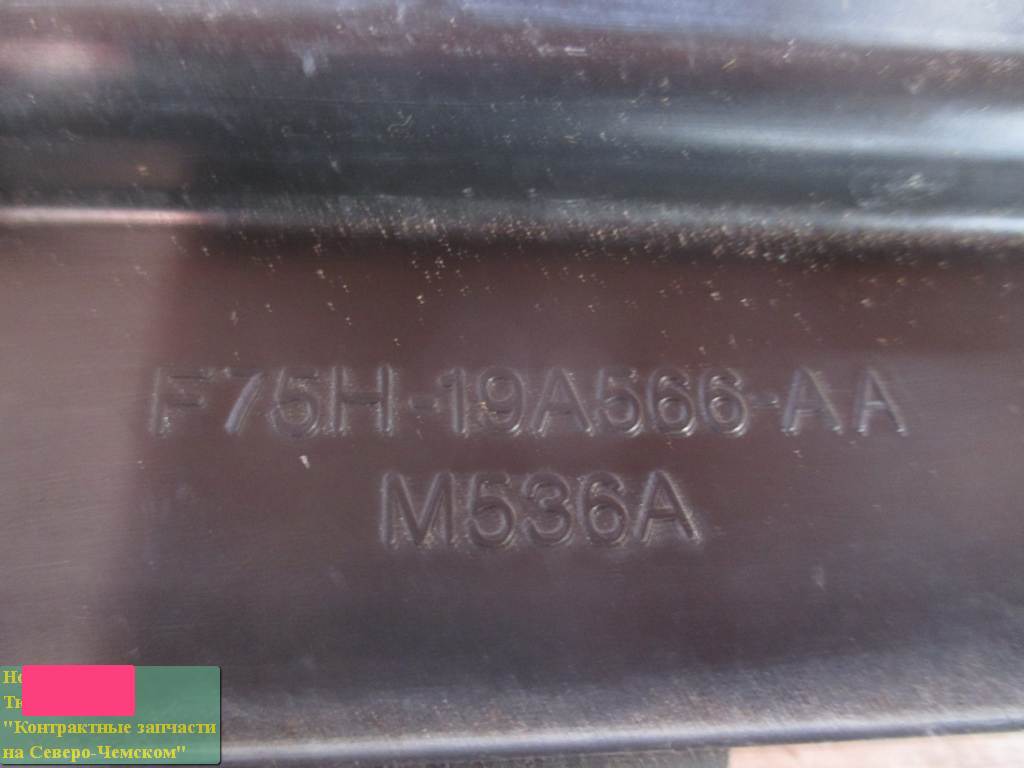 F75H-19A566-AA
M536A
"Контрактные запчасти
на Северо-Чемском"